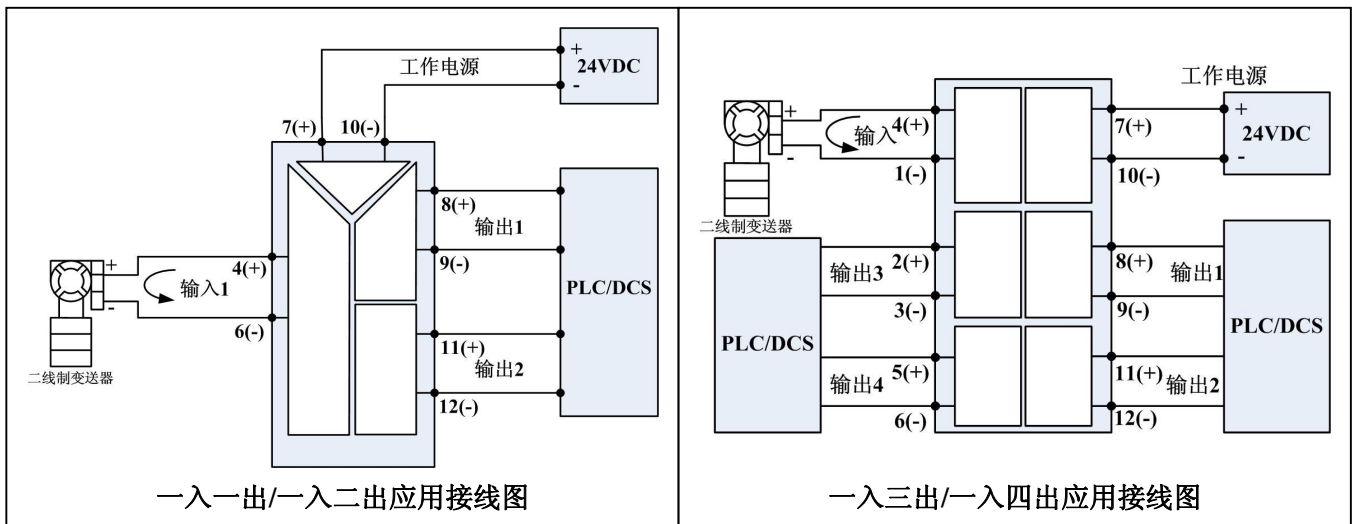 +
工作电源
24VDC
-
7(+)
10(-)
8(+)
输出1
9(-)
4(+)
+
输入1
-
6(-)
PLC/DCS
11(+)
输出2
12(-)
二线制变送器
一入一出/一入二出应用接线图
工作电源
+
4(+)
输入
-
1(-)
7(+)
+
24VDC
-
10(-)
二线制变送器
输出3
2(+)
3(-)
8(+)
输出1
9(-)
PLC/DCS
PLC/DCS
输出4
5(+)
6(-)
11(+)
输出2
12(-)
一入三出/一入四出应用接线图